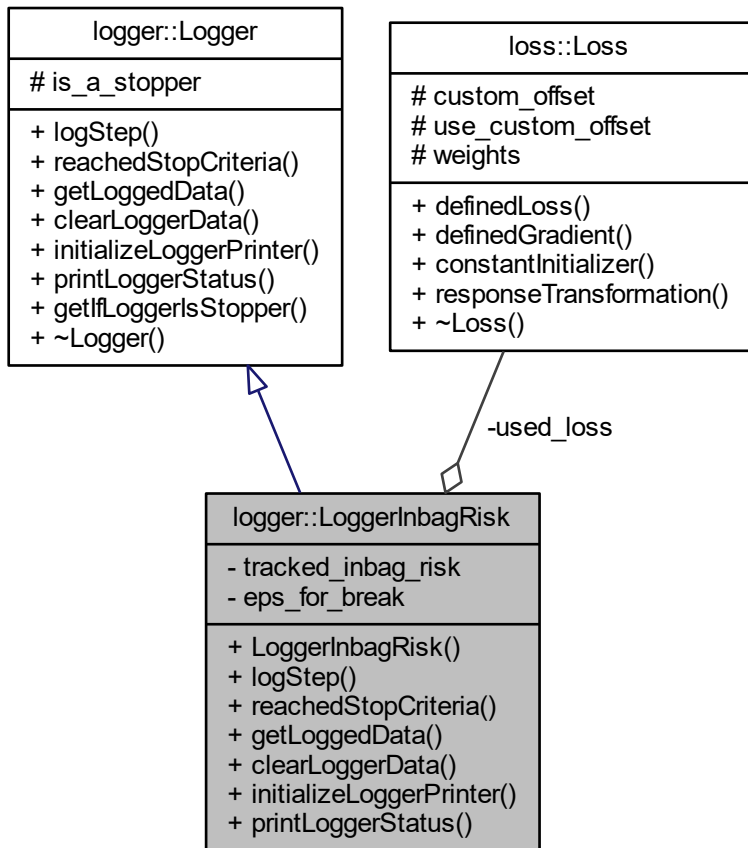 logger::Logger
# is_a_stopper
+ logStep()
+ reachedStopCriteria()
+ getLoggedData()
+ clearLoggerData()
+ initializeLoggerPrinter()
+ printLoggerStatus()
+ getIfLoggerIsStopper()
+ ~Logger()
loss::Loss
# custom_offset
# use_custom_offset
# weights
+ definedLoss()
+ definedGradient()
+ constantInitializer()
+ responseTransformation()
+ ~Loss()
-used_loss
logger::LoggerInbagRisk
- tracked_inbag_risk
- eps_for_break
+ LoggerInbagRisk()
+ logStep()
+ reachedStopCriteria()
+ getLoggedData()
+ clearLoggerData()
+ initializeLoggerPrinter()
+ printLoggerStatus()